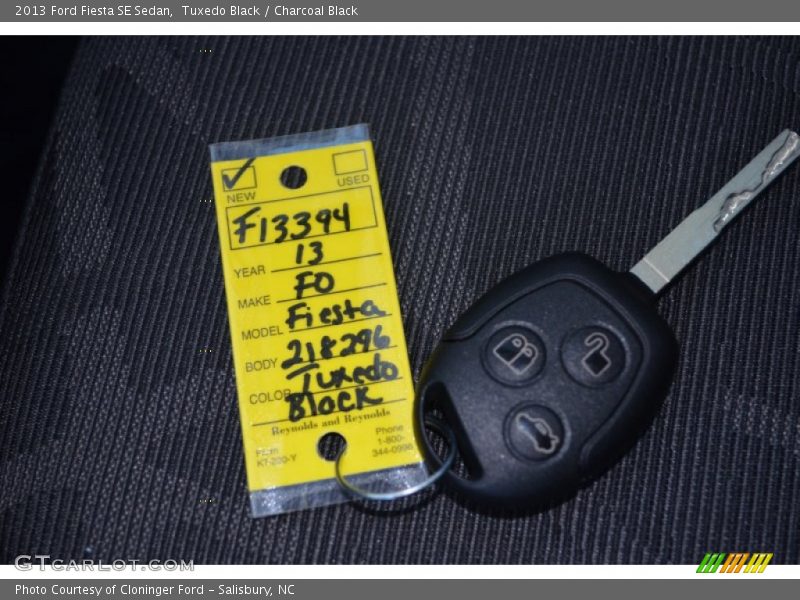 2013 Ford Fiesta SE Sedan,  Tuxedo Black / Charcoal Black
NEW USED
F13394
YEAR 13
MAKE FO
MODEL Fiesta
BODY 218296
COLOR Tuxedo
Black
Reynolds and Reynolds
Form KT-220-Y
Phone 1-800-344-0996
GTCARLOT.COM
Photo Courtesy of Cloninger Ford - Salisbury, NC